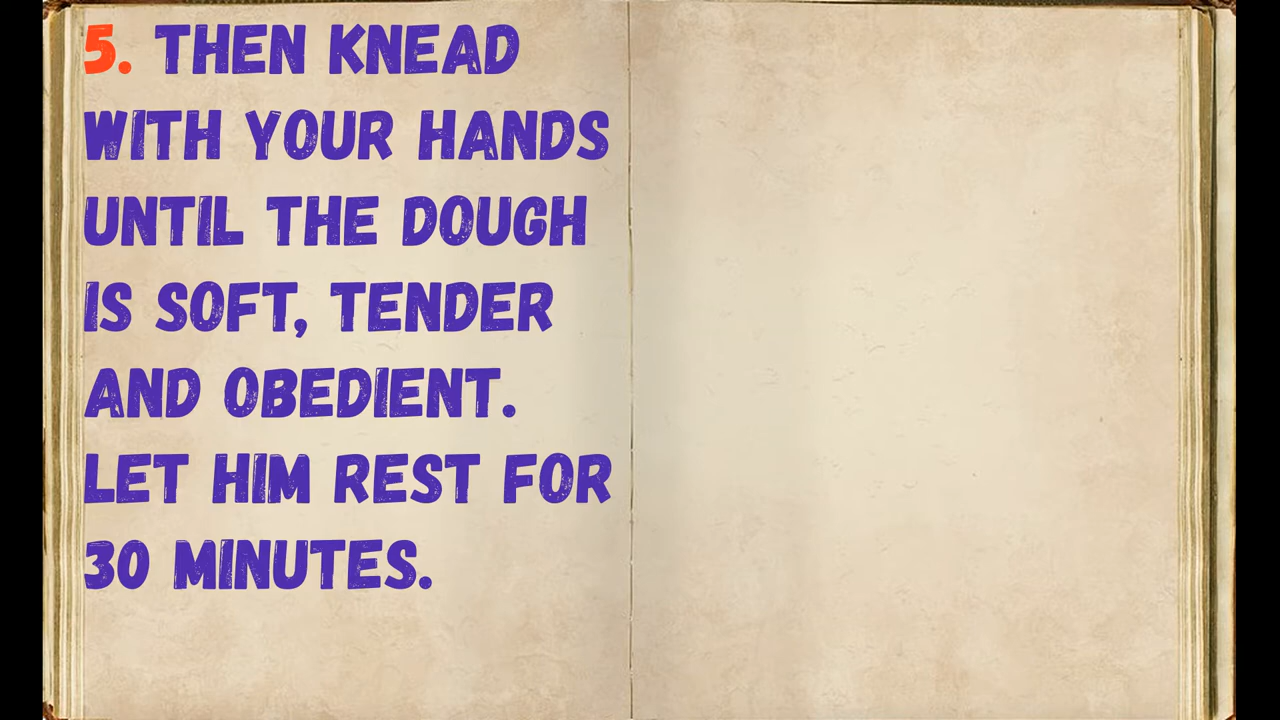 5. THEN KNEAD
WITH YOUR HANDS
UNTIL THE DOUGH
IS SOFT, TENDER
AND OBEDIENT.
LET HIM REST FOR
30 MINUTES.